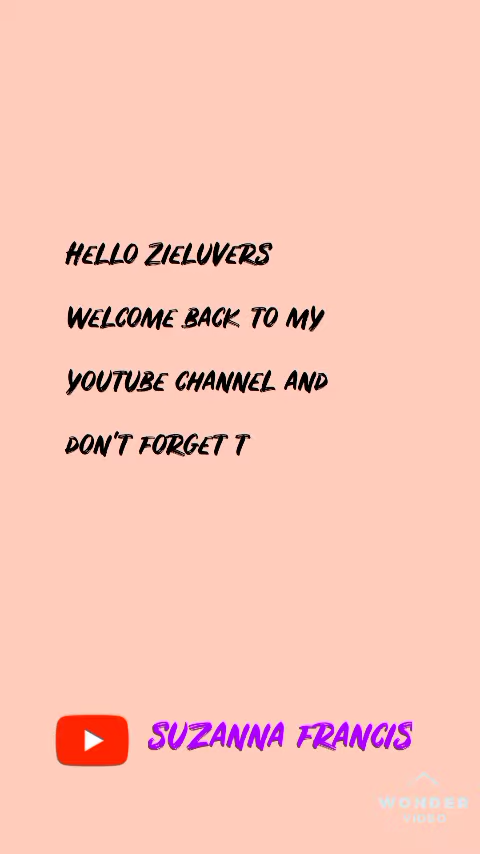 HELLO ZIELUVERS
WELCOME BACK TO MY
YOUTUBE CHANNEL AND
DON'T FORGET T
SUZANNA FRANCIS
WONDER
VIDEO